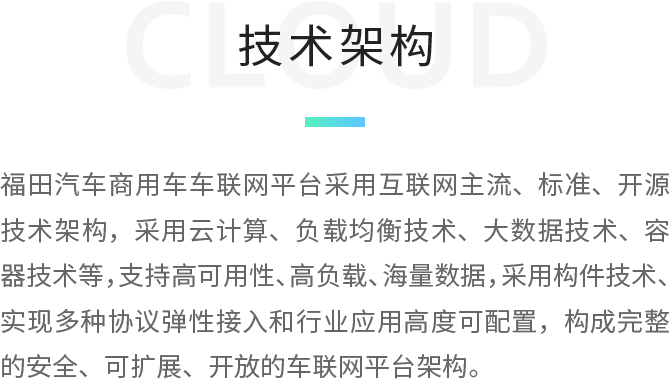 CLOUD
技术架构
福田汽车商用车车联网平台采用互联网主流、标准、开源
技术架构，采用云计算、负载均衡技术、大数据技术、容
器技术等，支持高可用性、高负载、海量数据，采用构件技术、
实现多种协议弹性接入和行业应用高度可配置，构成完整
的安全、可扩展、开放的车联网平台架构。